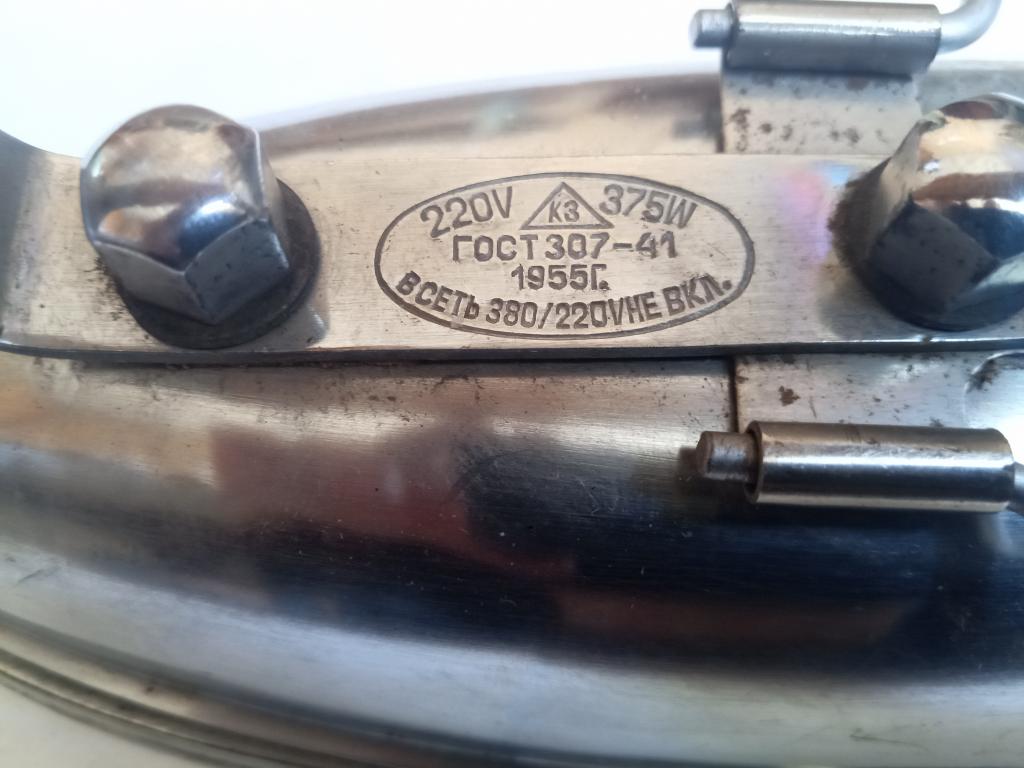 220V КЗ 375W
ГОСТ 307-41
1955Г.
В СЕТЬ 380/220V НЕ ВКЛ.